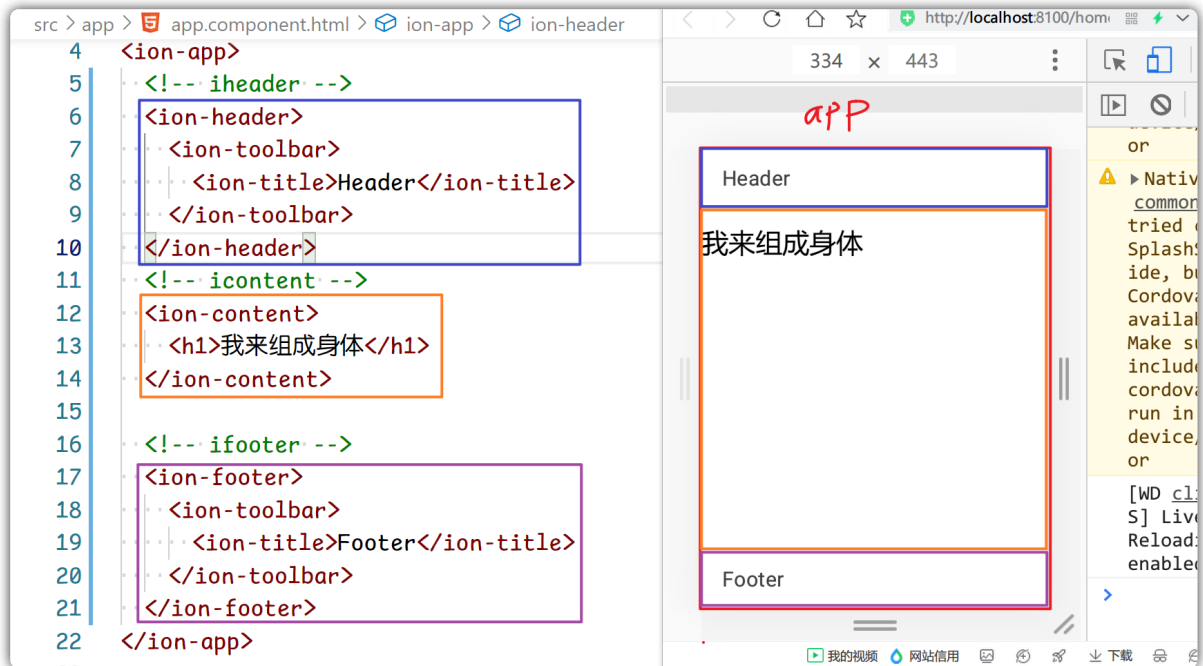 src > app > app.component.html > ion-app > ion-header
4 <ion-app>
5 <!-- iheader -->
6 <ion-header>
7 <ion-toolbar>
8 <ion-title>Header</ion-title>
9 </ion-toolbar>
10 </ion-header>
11 <!-- icontent -->
12 <ion-content>
13 <h1>我来组成身体</h1>
14 </ion-content>
15
16 <!-- ifooter -->
17 <ion-footer>
18 <ion-toolbar>
19 <ion-title>Footer</ion-title>
20 </ion-toolbar>
21 </ion-footer>
22 </ion-app>
http://localhost:8100/home
334 × 443
app
Header
我来组成身体
Footer
or
Nativ
common
tried
Splash
ide, bu
Cordova
availab
Make su
include
cordova
run in
device/
or
[WD cli
S] Live
Reload
enabled
我的视频 网站信用 下载